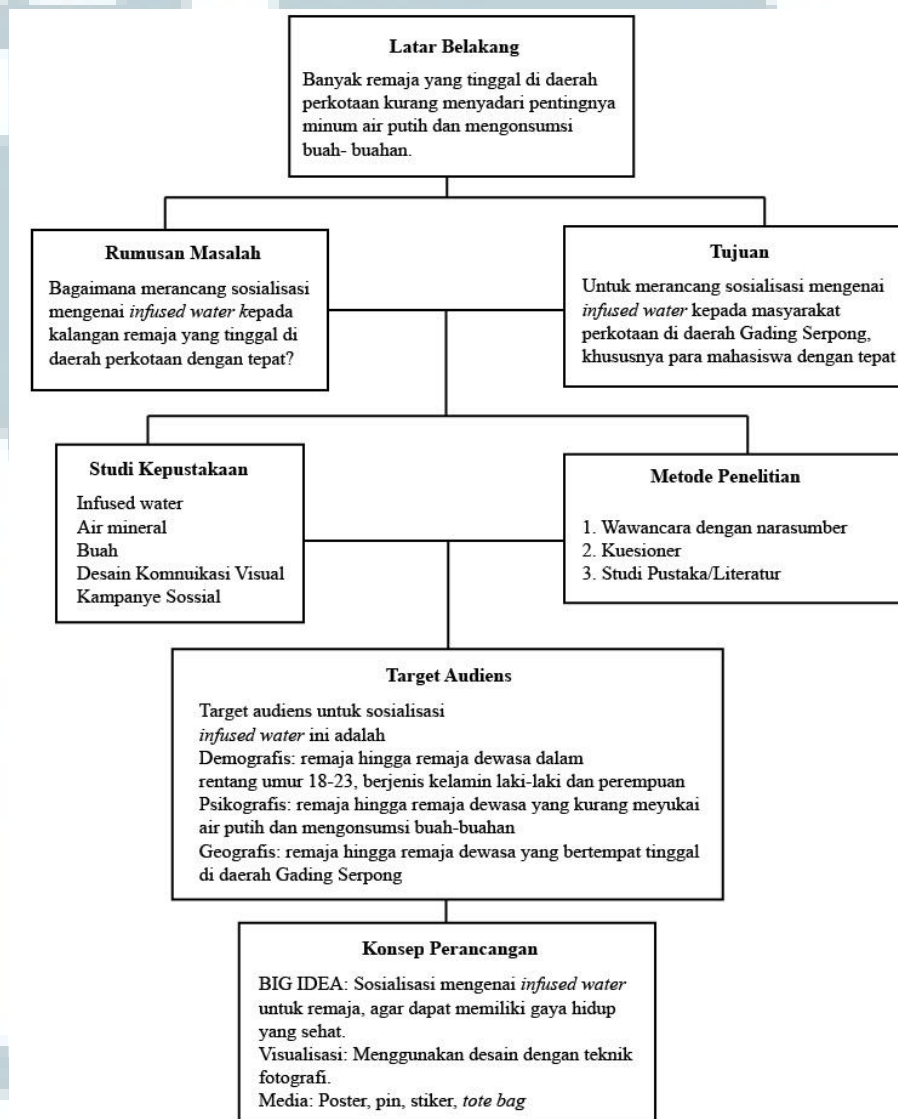 Latar Belakang
Banyak remaja yang tinggal di daerah
perkotaan kurang menyadari pentingnya
minum air putih dan mengonsumsi
buah- buahan.
Rumusan Masalah
Bagaimana merancang sosialisasi
mengenai infused water kepada
kalangan remaja yang tinggal di
daerah perkotaan dengan tepat?
Tujuan
Untuk merancang sosialisasi mengenai
infused water kepada masyarakat
perkotaan di daerah Gading Serpong,
khususnya para mahasiswa dengan tepat
Studi Kepustakaan
Infused water
Air mineral
Buah
Desain Komnuikasi Visual
Kampanye Sossial
Metode Penelitian
1. Wawancara dengan narasumber
2. Kuesioner
3. Studi Pustaka/Literatur
Target Audiens
Target audiens untuk sosialisasi
infused water ini adalah
Demografis: remaja hingga remaja dewasa dalam
rentang umur 18-23, berjenis kelamin laki-laki dan perempuan
Psikografis: remaja hingga remaja dewasa yang kurang meyukai
air putih dan mengonsumsi buah-buahan
Geografis: remaja hingga remaja dewasa yang bertempat tinggal
di daerah Gading Serpong
Konsep Perancangan
BIG IDEA: Sosialisasi mengenai infused water
untuk remaja, agar dapat memiliki gaya hidup
yang sehat.
Visualisasi: Menggunakan desain dengan teknik
fotografi.
Media: Poster, pin, stiker, tote bag